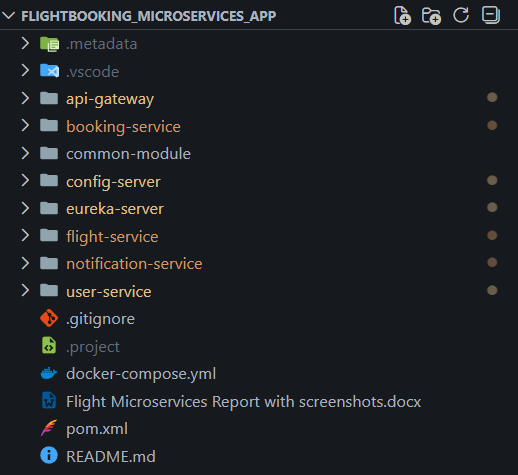 FLIGHTBOOKING_MICROSERVICES_APP
.metadata
.vscode
api-gateway
booking-service
common-module
config-server
eureka-server
flight-service
notification-service
user-service
.gitignore
.project
docker-compose.yml
Flight Microservices Report with screenshots.docx
pom.xml
README.md